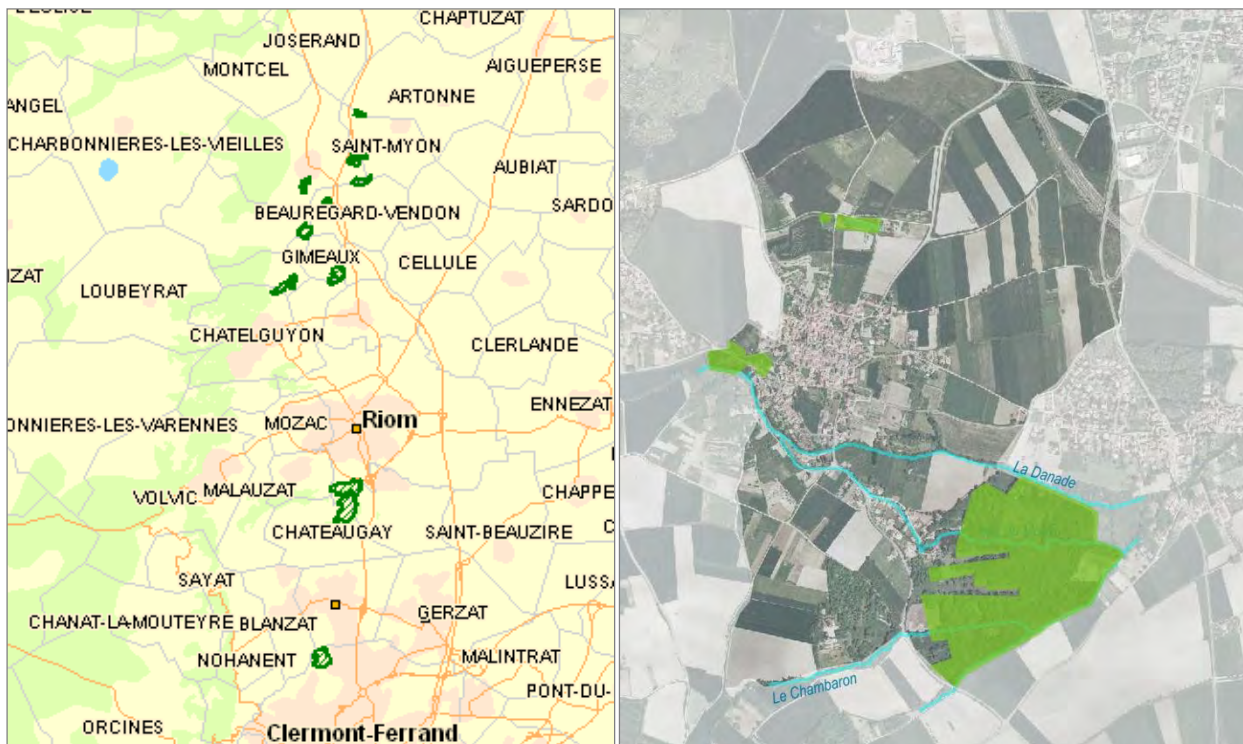 CHAPTUZAT
JOSERAND
MONTCEL
AIGUEPERSE
ANGEL
ARTONNE
CHARBONNIERES-LES-VIEILLES
SAINT-MYON
AUBIAT
SARDO
BEAUREGARD-VENDON
GIMEAUX
CELLULE
ZAT
LOUBEYRAT
CHATELGUYON
CLERLANDE
ENNEZAT
ONNIERES-LES-VARENNES
MOZAC
Riom
VOLVIC
MALAUZAT
CHAPPE
CHATEAUGAY
SAINT-BEAUZIRE
C
SAYAT
LUSSA
CHANAT-LA-MOUTEYRE
BLANZAT
GERZAT
NOHANENT
MALINTRAT
PONT-DU-
ORCINES
Clermont-Ferrand
La Danade
Le Chambaron